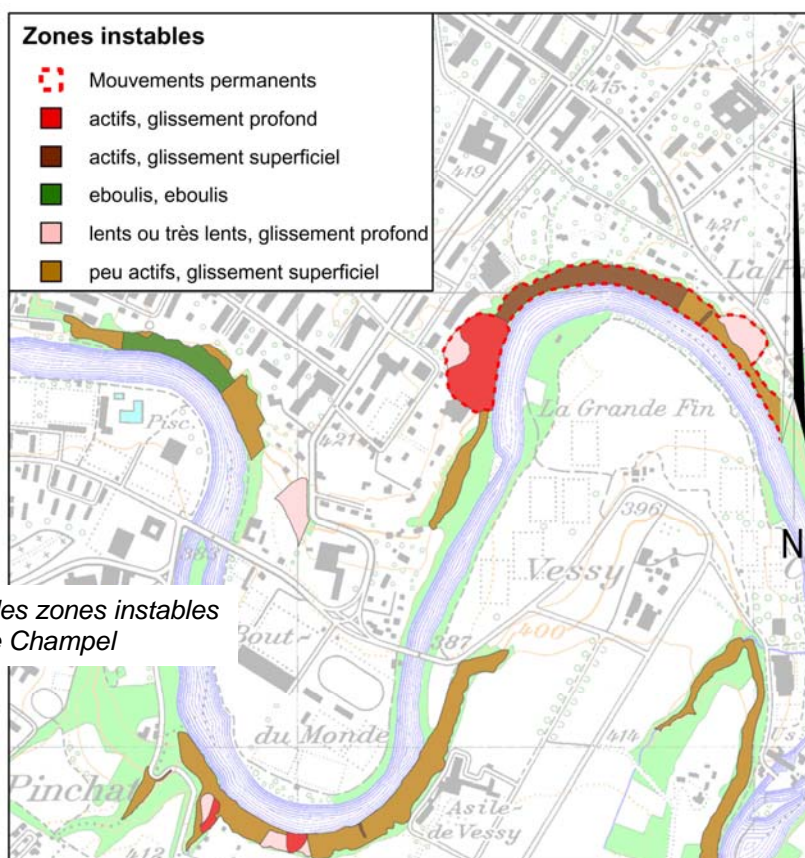 Zones instables
Mouvements permanents
actifs, glissement profond
actifs, glissement superficiel
eboulis, eboulis
lents ou très lents, glissement profond
peu actifs, glissement superficiel
415
419
421
La
La Grande Fin
Pisc.
421
396
N
383
Vessy
les zones instables
Champel
Bout-
400
387
du Monde
414
Us
Pinchat
Asile-
de Vessy
412